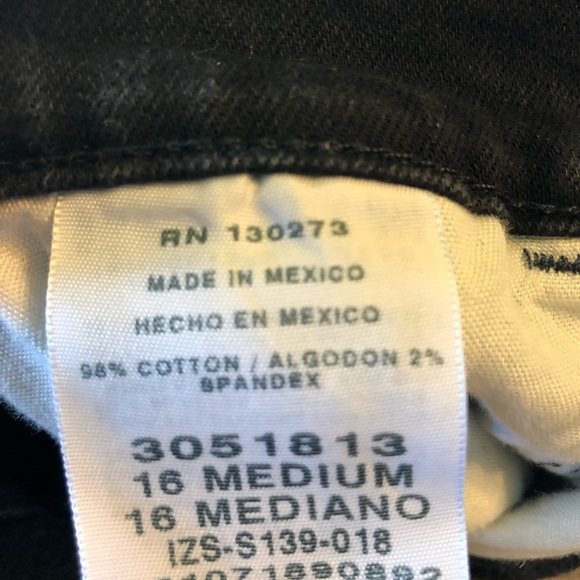 RN 130273
MADE IN MEXICO
HECHO EN MEXICO
98% COTTON / ALGODON 2%
SPANDEX
3051813
16 MEDIUM
16 MEDIANO
IZS-S139-018